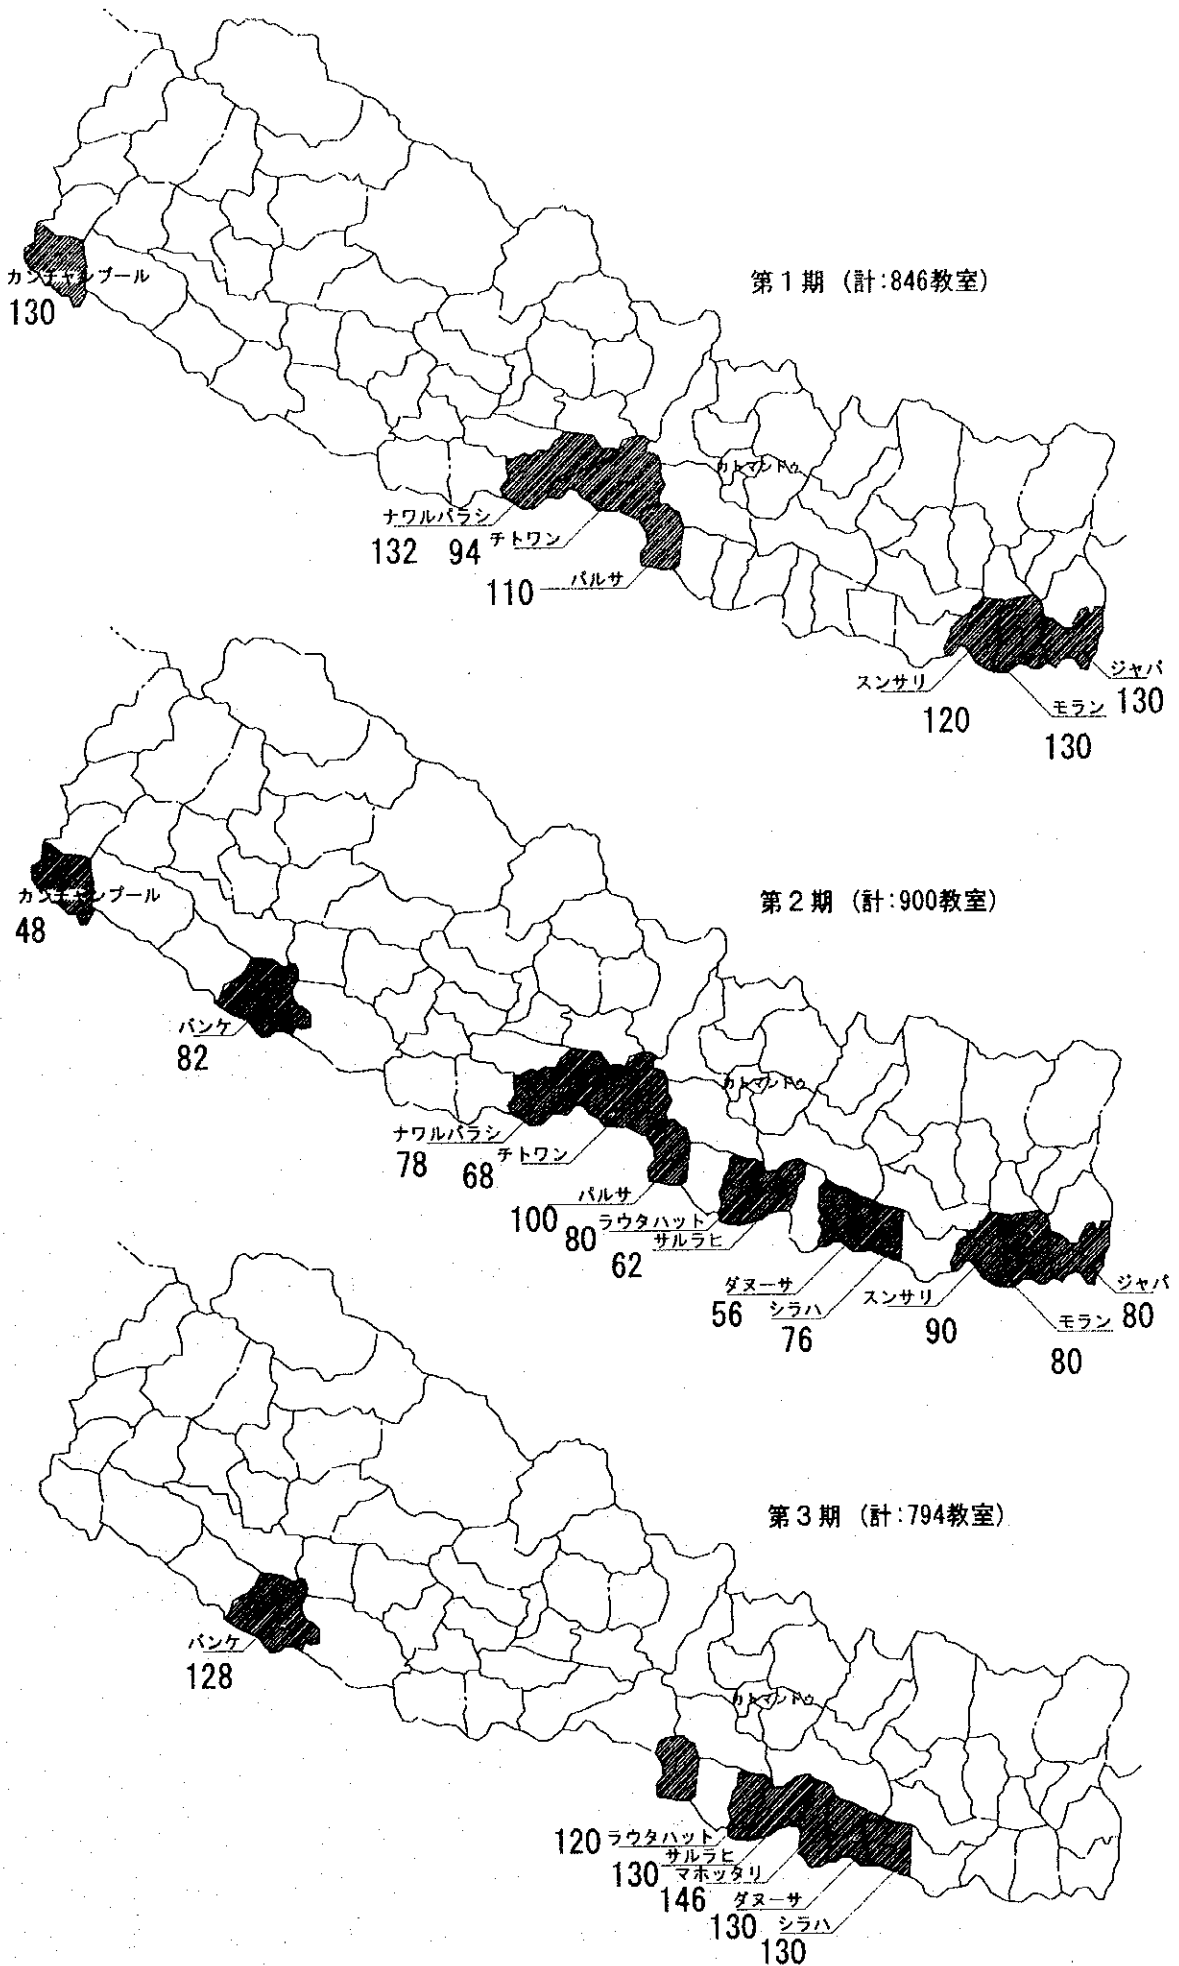 第1期 (計:846教室)
カンチャンプール
130
カトマンドゥ
ナワルパラシ
132
チトワン
94
パルサ
110
スンサリ
120
モラン
130
ジャパ
130
第2期 (計:900教室)
カンチャンプール
48
バンケ
82
カトマンドゥ
ナワルパラシ
78
チトワン
68
パルサ
100
ラウタハット
80
サルラヒ
62
ダヌーサ
56
シラハ
76
スンサリ
90
モラン
80
ジャパ
80
第3期 (計:794教室)
バンケ
128
カトマンドゥ
ラウタハット
120
サルラヒ
130
マホッタリ
146
ダヌーサ
130
シラハ
130